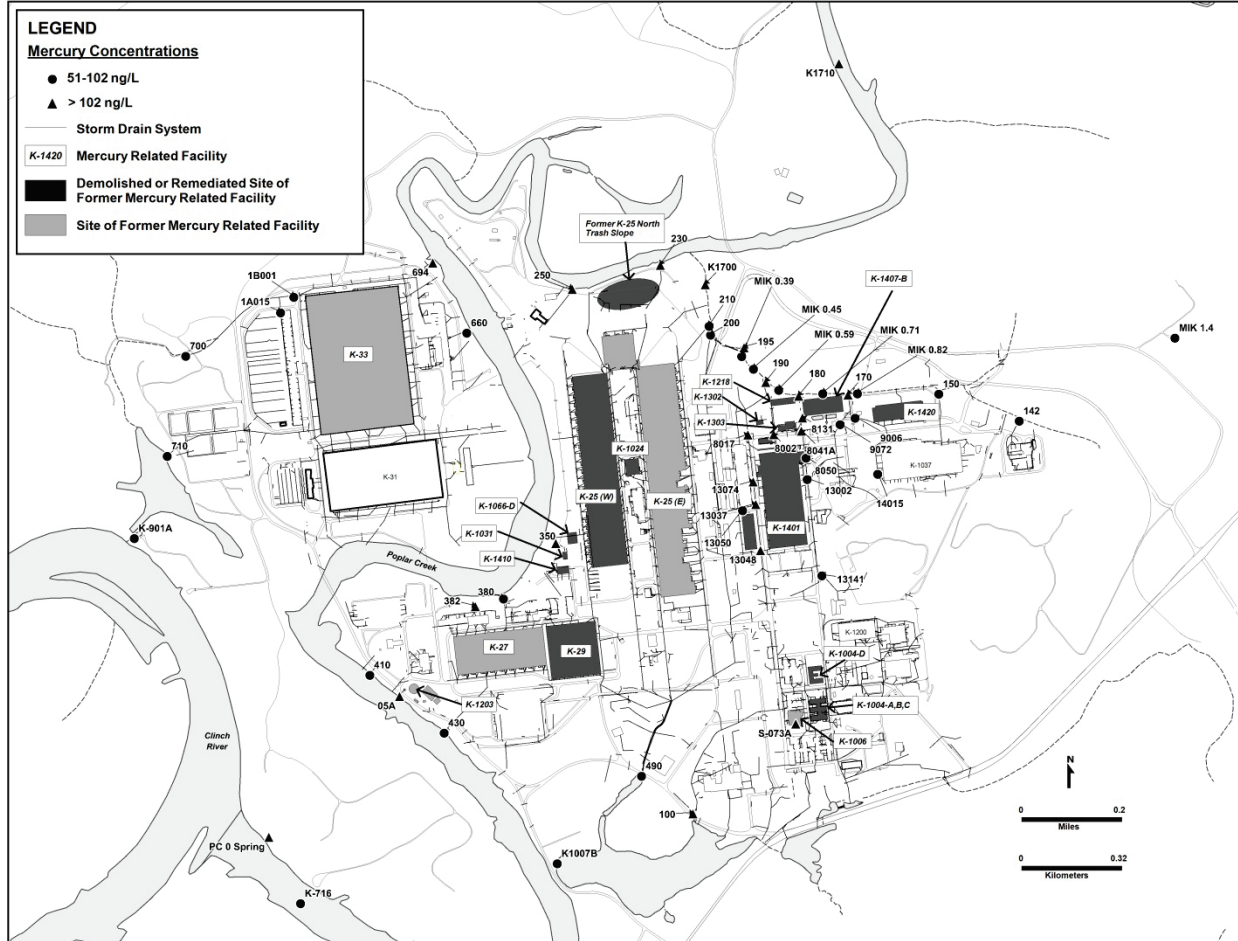 LEGEND
Mercury Concentrations
51-102 ng/L
> 102 ng/L
Storm Drain System
K-1420 Mercury Related Facility
Demolished or Remediated Site of
Former Mercury Related Facility
Site of Former Mercury Related Facility
K1710
Former K-25 North
Trash Slope
230
694
250
K1700
K-1407-B
1B001
1A015
210
MIK 0.39
200
MIK 0.45
MIK 0.59
MIK 0.71
MIK 1.4
660
700
195
MIK 0.82
K-33
190
180
170
150
K-1218
K-1302
K-1420
142
K-1303
8131
9006
8017
8002
9072
710
K-1024
8041A
K-31
8050
K-1037
13074
13002
14015
K-25 (W)
K-25 (E)
K-1066-D
13037
K-901A
K-1031
350
K-1401
13050
K-1410
13048
Poplar Creek
13141
380
382
K-27
K-29
K-1200
K-1004-D
410
05A
K-1203
K-1004-A,B,C
430
S-073A
K-1006
Clinch
River
490
N
100
0 0.2
Miles
PC 0 Spring
K1007B
0 0.32
Kilometers
K-716